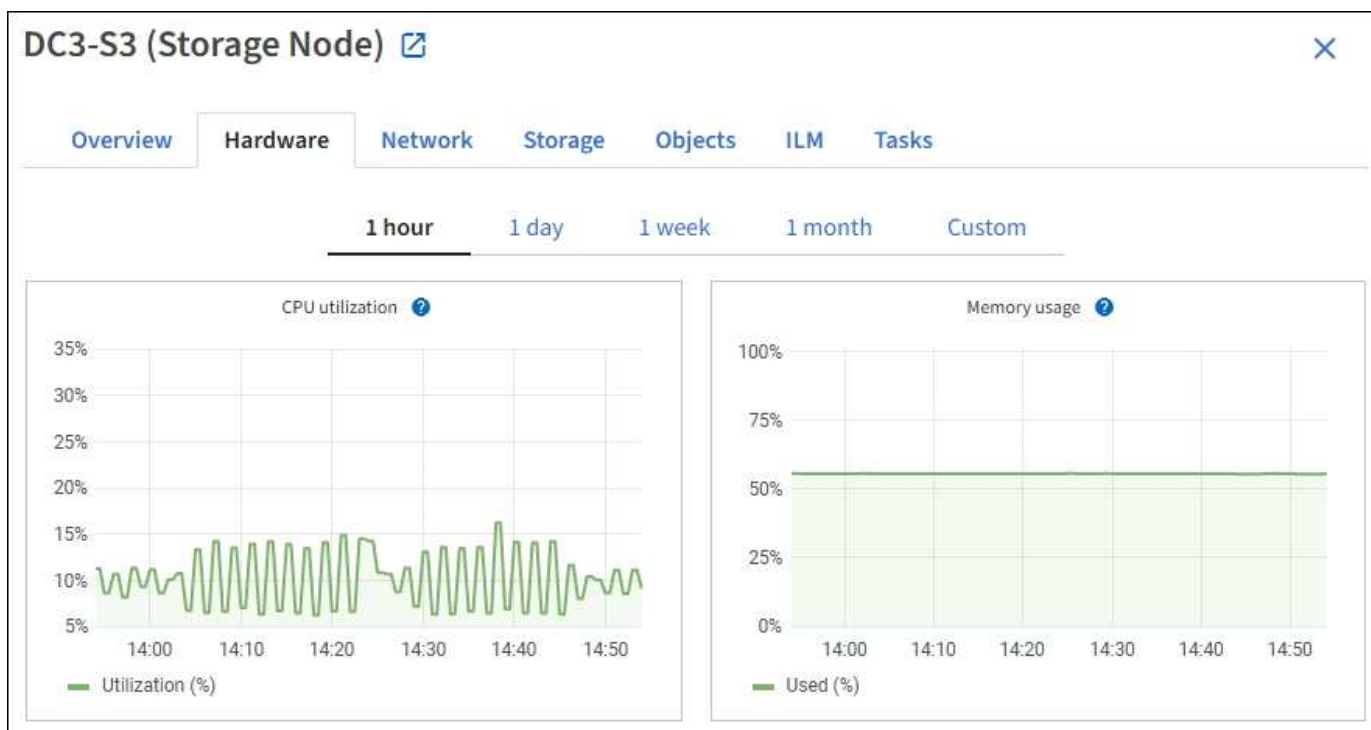 DC3-S3 (Storage Node)
Overview Hardware Network Storage Objects ILM Tasks
1 hour 1 day 1 week 1 month Custom
CPU utilization
35%
30%
25%
20%
15%
10%
5%
14:00 14:10 14:20 14:30 14:40 14:50
Utilization (%)
Memory usage
100%
75%
50%
25%
0%
14:00 14:10 14:20 14:30 14:40 14:50
Used (%)